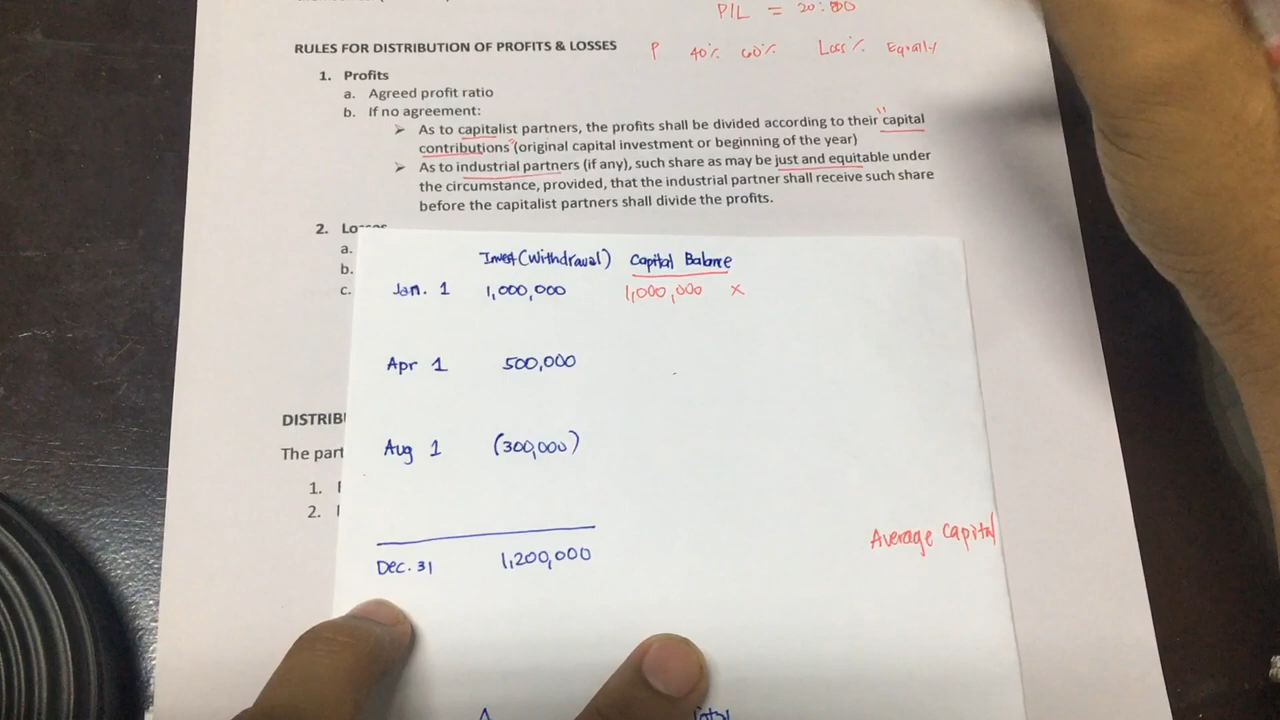 P/L = 20:80
RULES FOR DISTRIBUTION OF PROFITS & LOSSES P 40% 60% Loss % Equally
1. Profits
a. Agreed profit ratio
b. If no agreement:
➤ As to capitalist partners, the profits shall be divided according to their capital
contributions (original capital investment or beginning of the year)
➤ As to industrial partners (if any), such share as may be just and equitable under
the circumstance, provided, that the industrial partner shall receive such share
before the capitalist partners shall divide the profits.
2. Losses
a.
b.
c.
Invest (Withdrawal) Capital Balance
Jan. 1 1,000,000 1,000,000 x
Apr 1 500,000
DISTRIB
Aug 1 (300,000)
The part
1.
2.
Average Capital
Dec. 31 1,200,000
Total